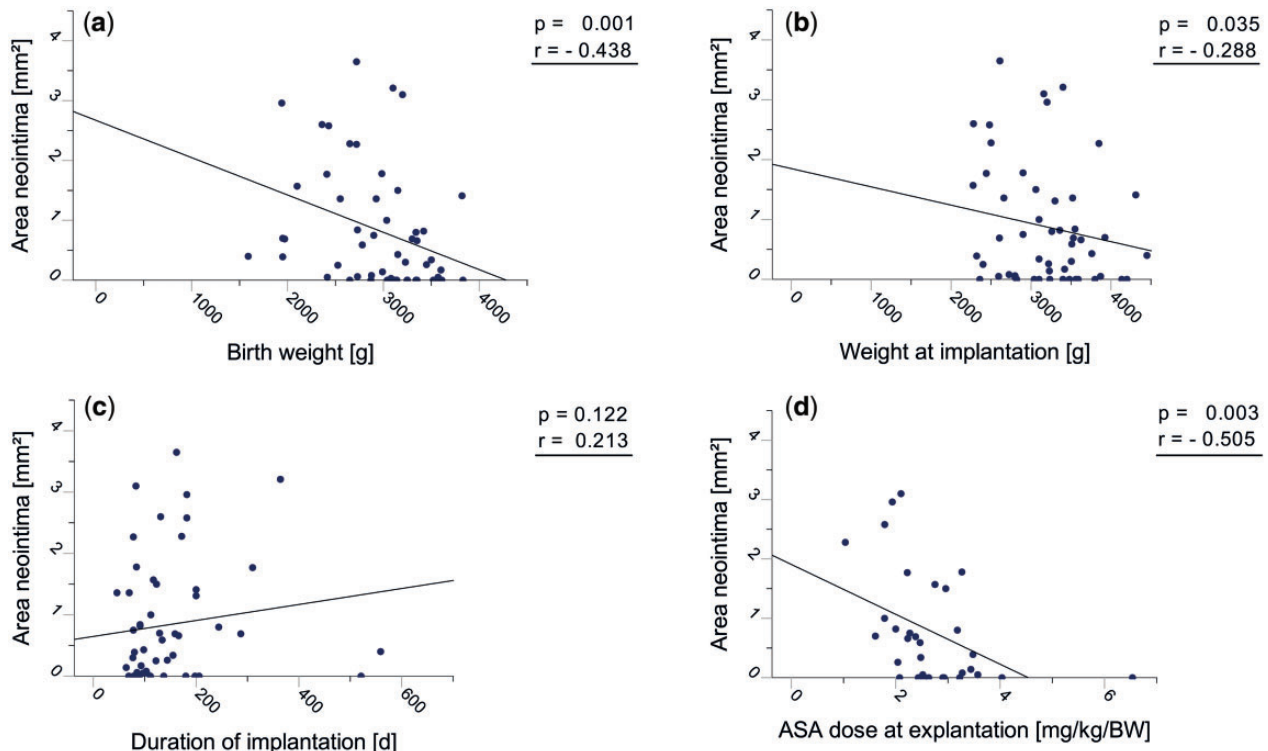 (a)
p = 0.001
r = - 0.438
Area neointima [mm²]
4
3
2
1
0
0
1000
2000
3000
4000
Birth weight [g]
(b)
p = 0.035
r = - 0.288
Area neointima [mm²]
4
3
2
1
0
0
1000
2000
3000
4000
Weight at implantation [g]
(c)
p = 0.122
r = 0.213
Area neointima [mm²]
4
3
2
1
0
0
200
400
600
Duration of implantation [d]
(d)
p = 0.003
r = - 0.505
Area neointima [mm²]
4
3
2
1
0
0
2
4
6
ASA dose at explantation [mg/kg/BW]